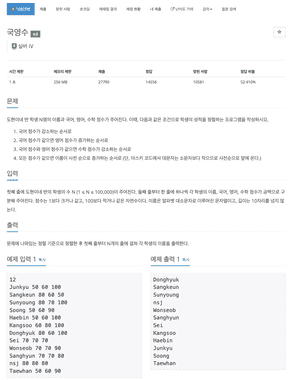 문제 제출 맞힌 사람 숏코딩 재채점 결과 채점 현황 내 제출 강의 질문 검색
국영수
실버 IV
시간 제한 메모리 제한 제출 정답 맞힌 사람 정답 비율
1 초 256 MB 27790 14556 10581 52.410%
문제
도현이네 반 학생 N명의 이름과 국어, 영어, 수학 점수가 주어진다. 이때, 다음과 같은 조건으로 학생의 성적을 정렬하는 프로그램을 작성하시오.
1. 국어 점수가 감소하는 순서로
2. 국어 점수가 같으면 영어 점수가 증가하는 순서로
3. 국어 점수와 영어 점수가 같으면 수학 점수가 감소하는 순서로
4. 모든 점수가 같으면 이름이 사전 순으로 증가하는 순서로 (단, 아스키 코드에서 대문자는 소문자보다 작으므로 사전순으로 앞에 온다.)
입력
첫째 줄에 도현이네 반의 학생의 수 N (1 ≤ N ≤ 100,000)이 주어진다. 둘째 줄부터 한 줄에 하나씩 각 학생의 이름, 국어, 영어, 수학 점수가 공백으로 구
분해 주어진다. 점수는 1보다 크거나 같고, 100보다 작거나 같은 자연수이다. 이름은 알파벳 대소문자로 이루어진 문자열이고, 길이는 10자리를 넘지 않
는다.
출력
문제에 나와있는 정렬 기준으로 정렬한 후 첫째 줄부터 N개의 줄에 걸쳐 각 학생의 이름을 출력한다.
예제 입력 1 복사
12
Junkyu 50 60 100
Sangkeun 80 60 50
Sunyoung 80 70 100
Soong 50 60 90
Haebin 50 60 100
Kangsoo 60 80 100
Donghyuk 80 60 100
Sei 70 70 70
Wonseob 70 70 90
Sanghyun 70 70 80
nsj 80 80 80
Taewhan 50 60 90
예제 출력 1 복사
Donghyuk
Sangkeun
Sunyoung
nsj
Wonseob
Sanghyun
Sei
Kangsoo
Haebin
Junkyu
Soong
Taewhan